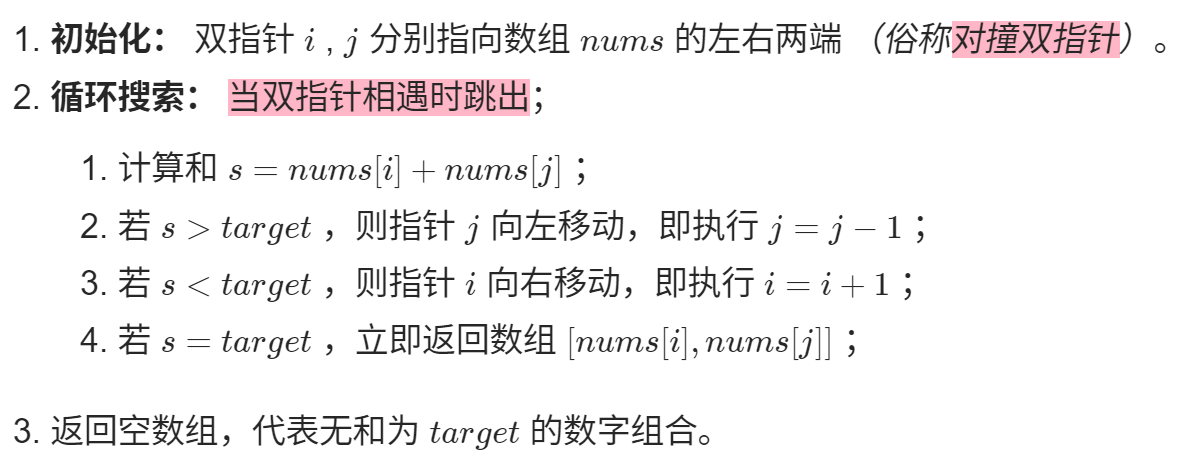 1. 初始化： 双指针 i , j 分别指向数组 nums 的左右两端 （俗称对撞双指针）。
2. 循环搜索： 当双指针相遇时跳出；
1. 计算和 s = nums[i] + nums[j] ；
2. 若 s > target ，则指针 j 向左移动，即执行 j = j − 1 ；
3. 若 s < target ，则指针 i 向右移动，即执行 i = i + 1 ；
4. 若 s = target ，立即返回数组 [nums[i], nums[j]] ；
3. 返回空数组，代表无和为 target 的数字组合。